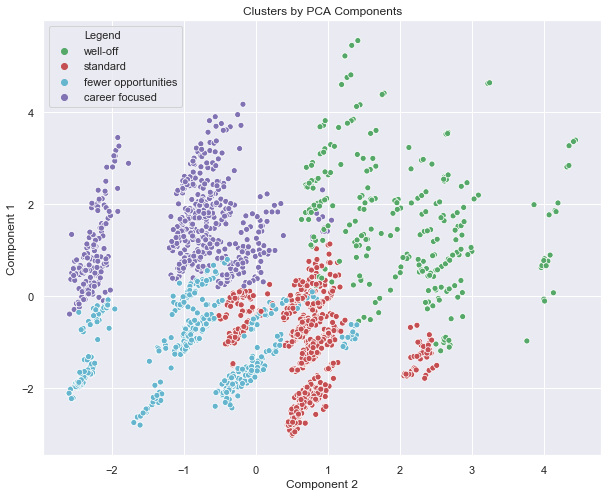 Clusters by PCA Components
Legend
well-off
standard
fewer opportunities
career focused
Component 1
4
2
0
−2
−2
−1
0
1
2
3
4
Component 2